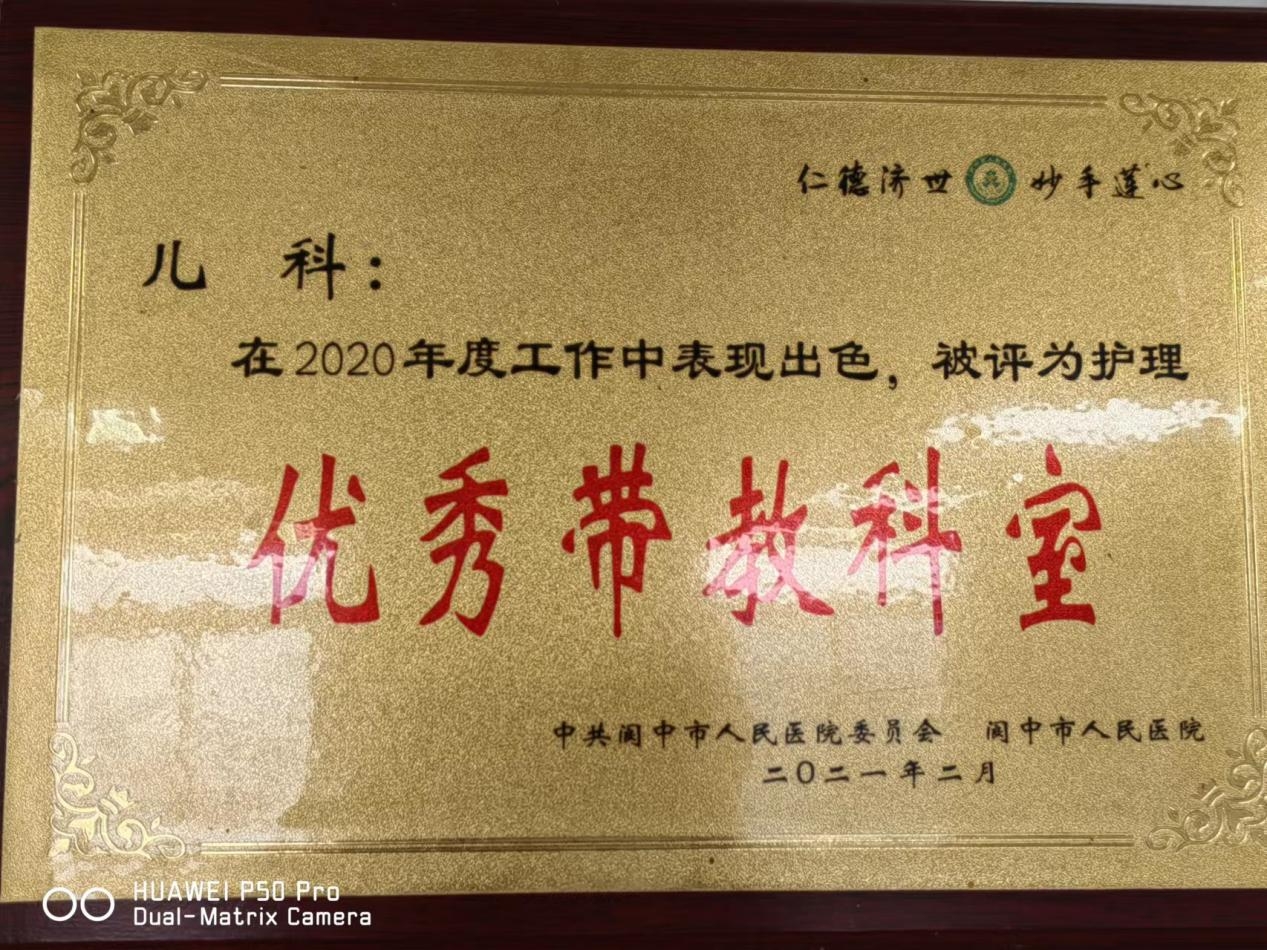 仁德济世 妙手莲心
儿 科：
在2020年度工作中表现出色，被评为护理
优秀带教科室
中共阆中市人民医院委员会 阆中市人民医院
二〇二一年二月
HUAWEI P50 Pro
Dual-Matrix Camera